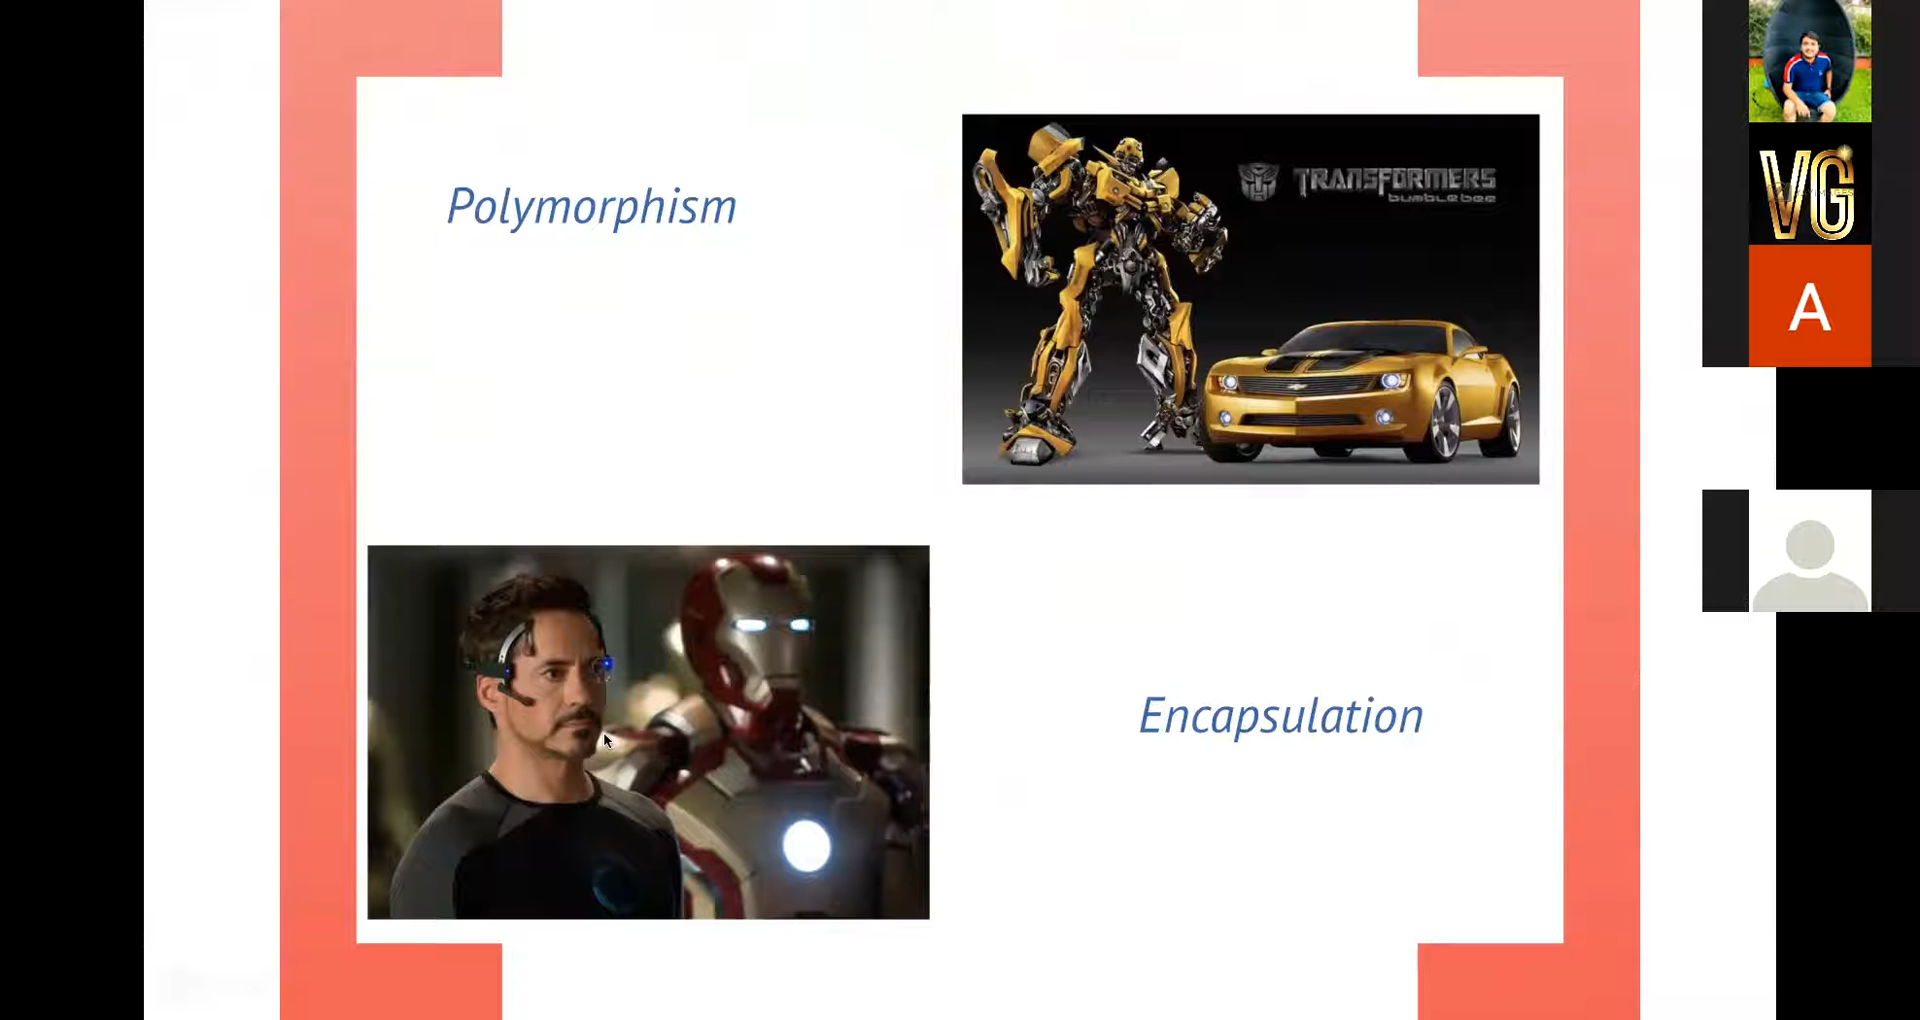 Polymorphism
TRANSFORMERS
bumblebee
Encapsulation
VG
A